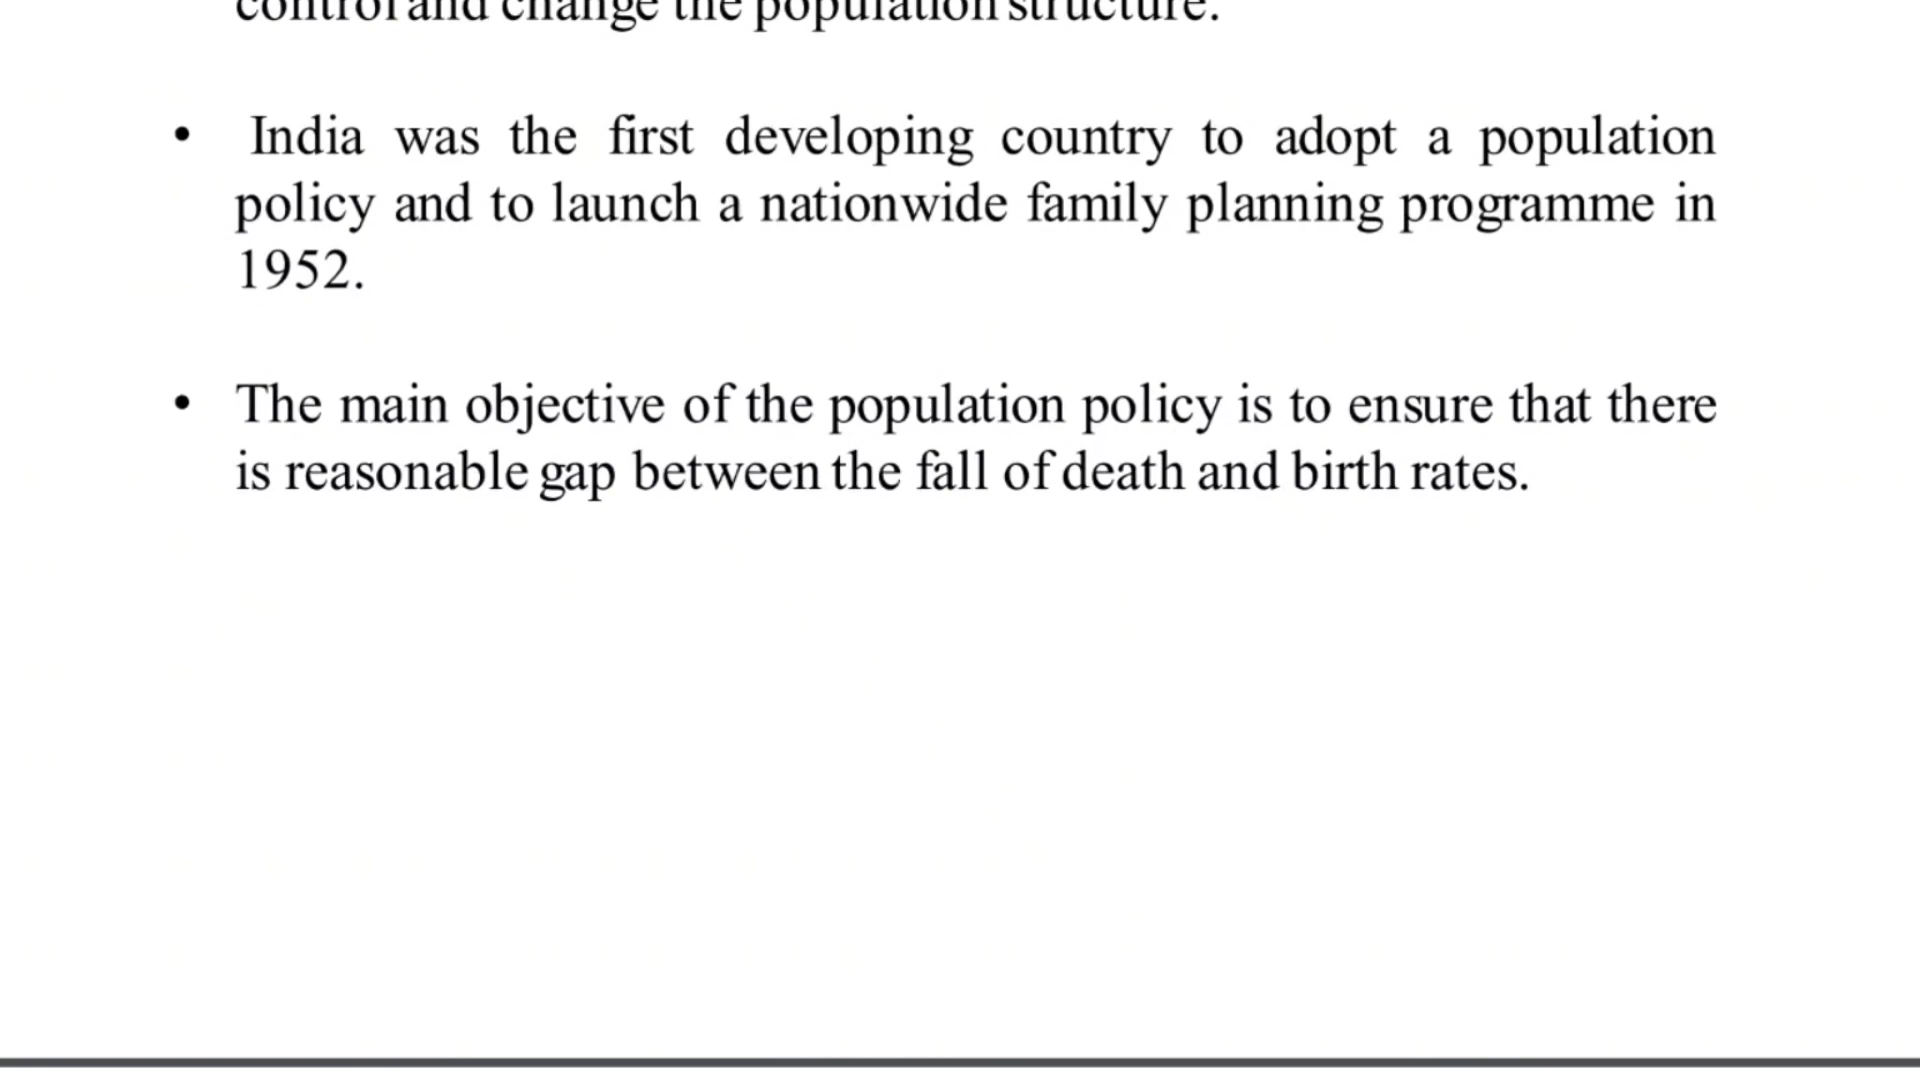 control and change the population structure.
• India was the first developing country to adopt a population
policy and to launch a nationwide family planning programme in
1952.
• The main objective of the population policy is to ensure that there
is reasonable gap between the fall of death and birth rates.